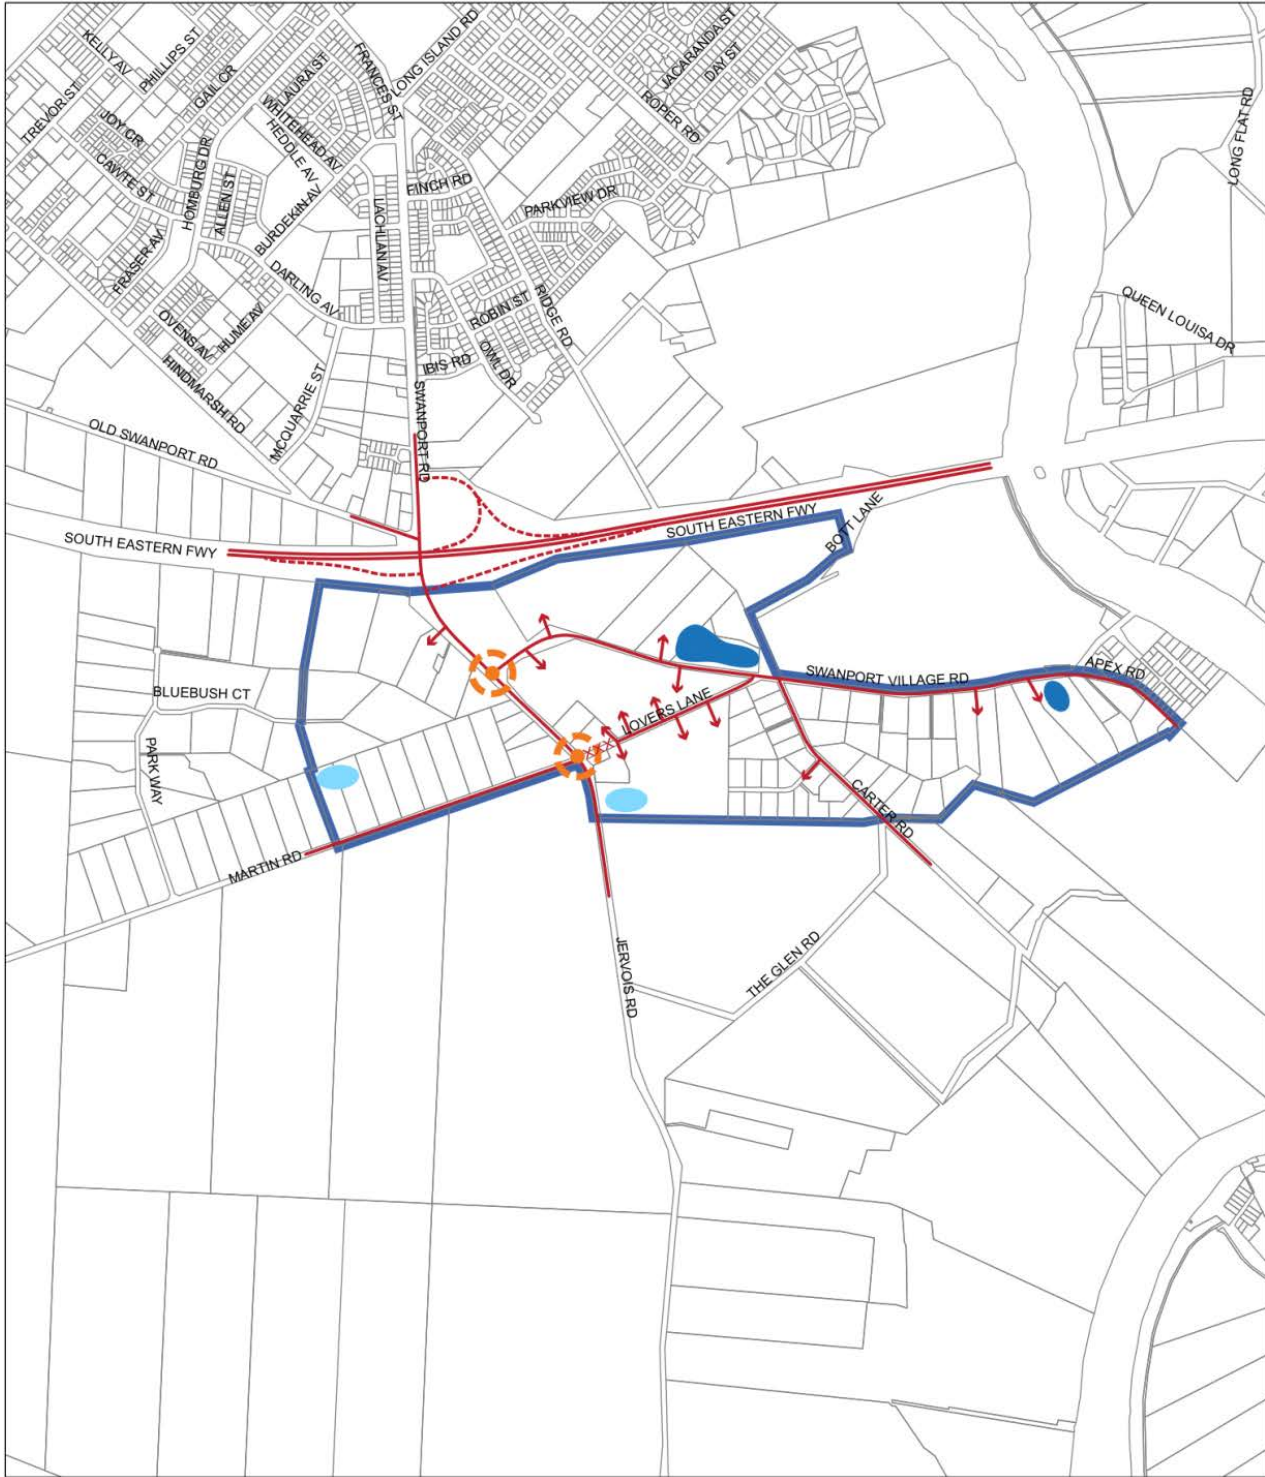 KELLY AV
PHILLIPS ST
FRANCES ST
LONG ISLAND RD
JACARANDA ST
DAY ST
TREVOR ST
GAIL CR
LAURA ST
WHITEHEAD AV
HEDDLE AV
ROPER RD
LONG FLAT RD
JOY CR
CAWTE ST
HOMBURG DR
ALLEN ST
BURDEKIN AV
LACHLAN AV
FINCH RD
PARKVIEW DR
FRASER AV
DARLING AV
OVENS AV
HUME AV
ROBIN ST
RIDGE RD
QUEEN LOUISA DR
HINDMARSH RD
MCQUARRIE ST
IBIS RD
OWL DR
SWANPORT RD
OLD SWANPORT RD
SOUTH EASTERN FWY
SOUTH EASTERN FWY
BOTT LANE
SWANPORT VILLAGE RD
APEX RD
BLUEBUSH CT
LOVERS LANE
XXX
PARK WAY
CARTER RD
MARTIN RD
JERVOIS RD
THE GLEN RD